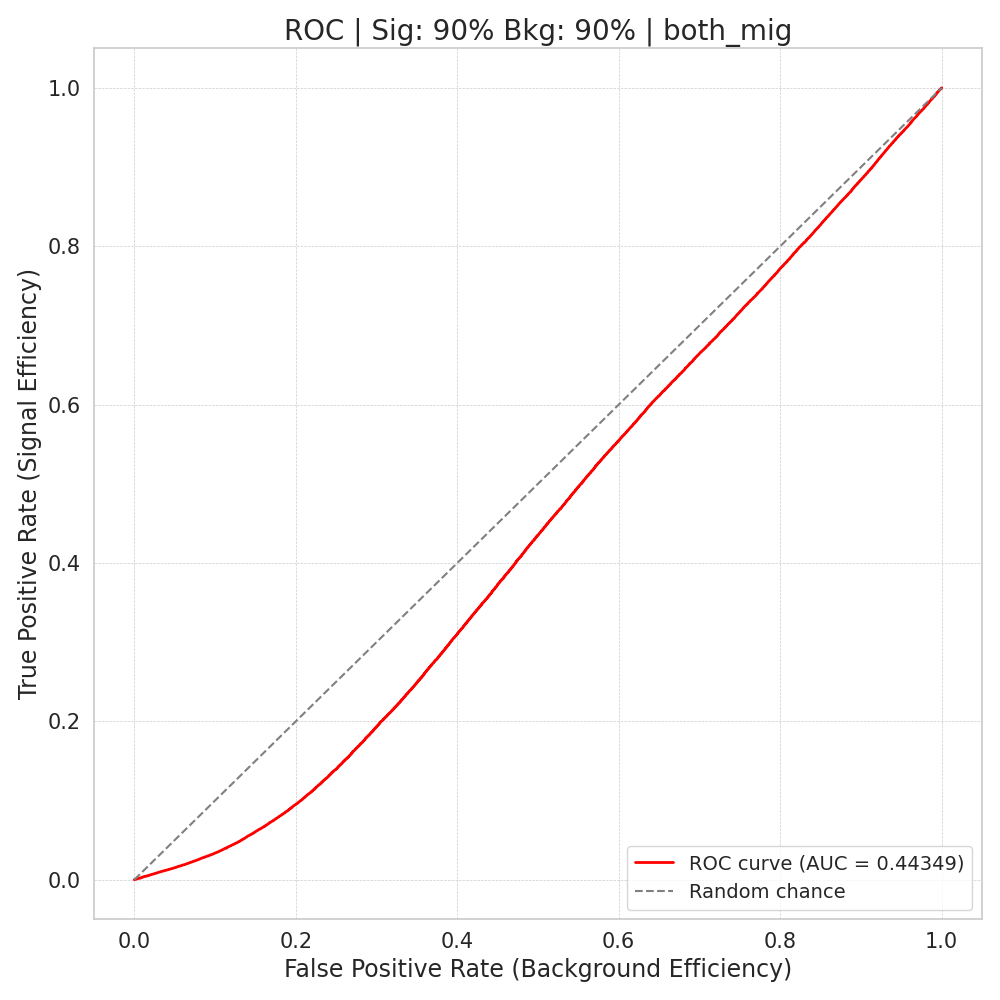 ROC | Sig: 90% Bkg: 90% | both_mig
True Positive Rate (Signal Efficiency)
1.0
0.8
0.6
0.4
0.2
0.0
ROC curve (AUC = 0.44349)
Random chance
0.0 0.2 0.4 0.6 0.8 1.0
False Positive Rate (Background Efficiency)